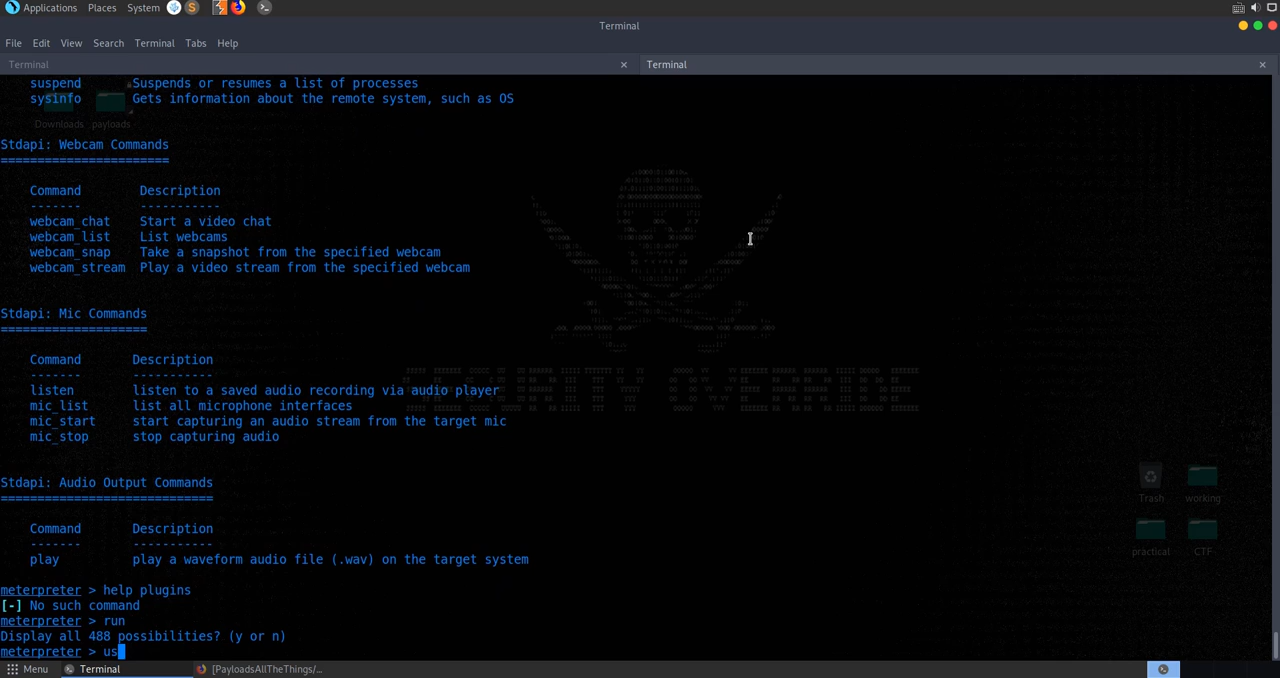 Applications Places System
Terminal
File Edit View Search Terminal Tabs Help
Terminal
Terminal
suspend Suspends or resumes a list of processes
sysinfo Gets information about the remote system, such as OS
Downloads payloads
Stdapi: Webcam Commands
=======================
Command Description
------- -----------
webcam_chat Start a video chat
webcam_list List webcams
webcam_snap Take a snapshot from the specified webcam
webcam_stream Play a video stream from the specified webcam
Stdapi: Mic Commands
====================
Command Description
------- -----------
listen listen to a saved audio recording via audio player
mic_list list all microphone interfaces
mic_start start capturing an audio stream from the target mic
mic_stop stop capturing audio
Stdapi: Audio Output Commands
=============================
Trash working
Command Description
------- -----------
play play a waveform audio file (.wav) on the target system
practical CTF
meterpreter > help plugins
[-] No such command
meterpreter > run
Display all 488 possibilities? (y or n)
meterpreter > us
Menu Terminal [PayloadsAllTheThings/...